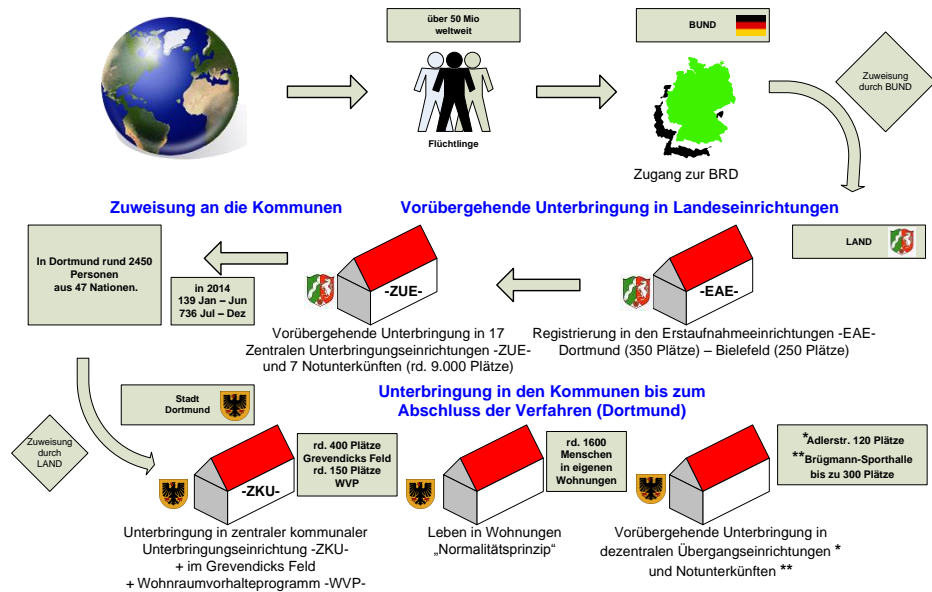 über 50 Mio
weltweit
Flüchtlinge
BUND
Zugang zur BRD
Zuweisung
durch BUND
Zuweisung an die Kommunen
Vorübergehende Unterbringung in Landeseinrichtungen
LAND
In Dortmund rund 2450
Personen
aus 47 Nationen.
in 2014
139 Jan – Jun
736 Jul – Dez
-ZUE-
Vorübergehende Unterbringung in 17
Zentralen Unterbringungseinrichtungen -ZUE-
und 7 Notunterkünften (rd. 9.000 Plätze)
-EAE-
Registrierung in den Erstaufnahmeeinrichtungen -EAE-
Dortmund (350 Plätze) – Bielefeld (250 Plätze)
Unterbringung in den Kommunen bis zum
Abschluss der Verfahren (Dortmund)
Stadt
Dortmund
Zuweisung
durch
LAND
-ZKU-
rd. 400 Plätze
Grevendicks Feld
rd. 150 Plätze
WVP
Unterbringung in zentraler kommunaler
Unterbringungseinrichtung -ZKU-
+ im Grevendicks Feld
+ Wohnraumvorhalteprogramm -WVP-
rd. 1600
Menschen
in eigenen
Wohnungen
Leben in Wohnungen
„Normalitätsprinzip“
*Adlerstr. 120 Plätze
**Brügmann-Sporthalle
bis zu 300 Plätze
Vorübergehende Unterbringung in
dezentralen Übergangseinrichtungen *
und Notunterkünften **